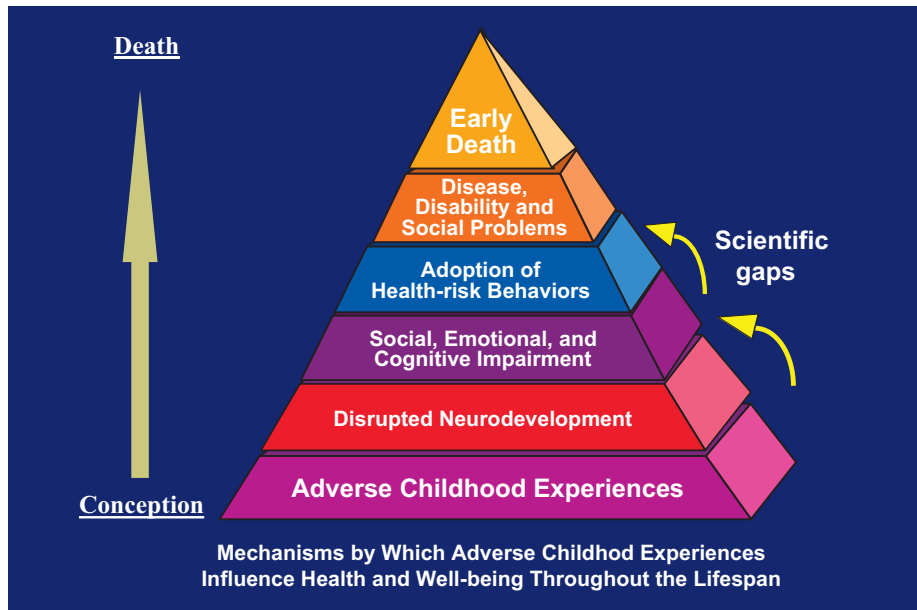 Death
Early
Death
Disease,
Disability and
Social Problems
Scientific
gaps
Adoption of
Health-risk Behaviors
Social, Emotional, and
Cognitive Impairment
Disrupted Neurodevelopment
Adverse Childhood Experiences
Conception
Mechanisms by Which Adverse Childhod Experiences
Influence Health and Well-being Throughout the Lifespan